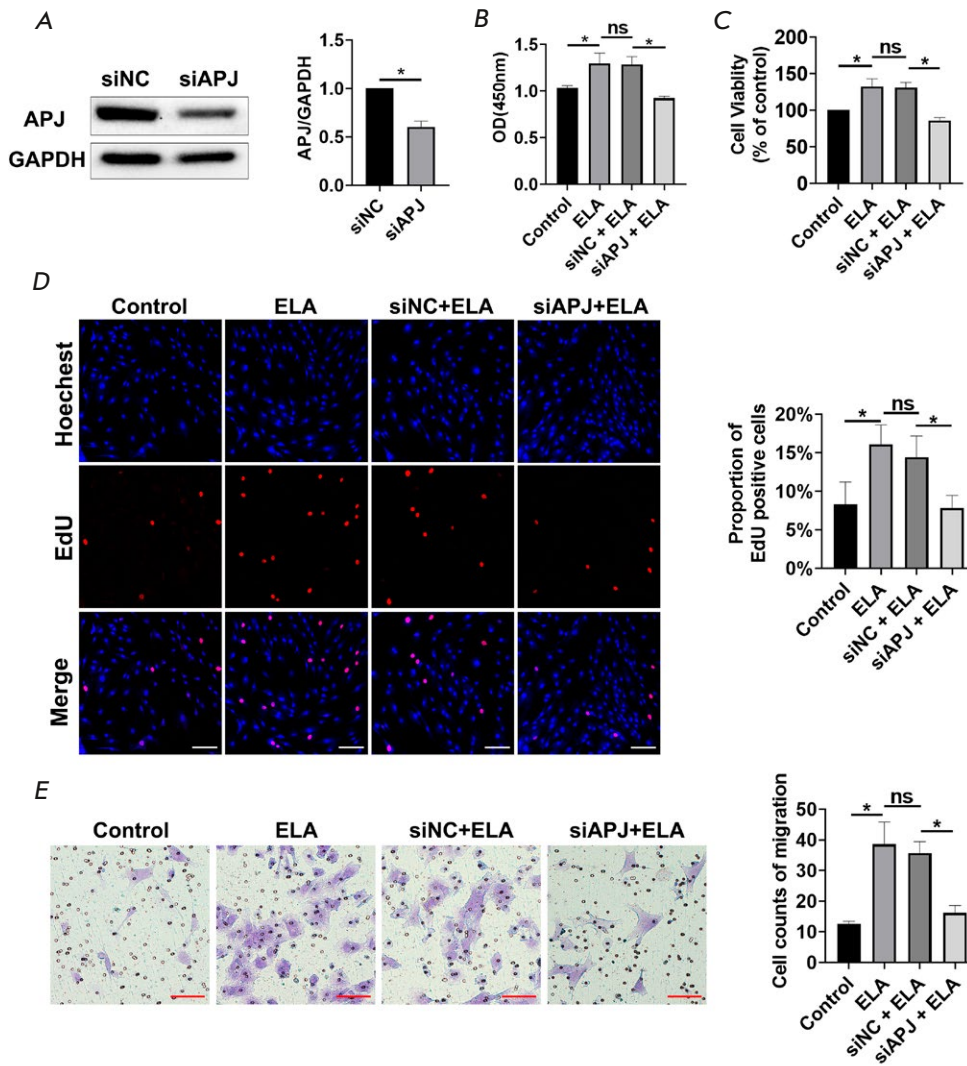 A
siNC siAPJ
APJ
GAPDH
APJ/GAPDH
1.5
1.0
0.5
0.0
*
siNC
siAPJ
B
OD(450nm)
1.5
1.0
0.5
0.0
* ns *
Control
ELA
siNC + ELA
siAPJ + ELA
C
Cell Viablity
(% of control)
200
150
100
50
0
* ns *
Control
ELA
siNC + ELA
siAPJ + ELA
D
Control ELA siNC+ELA siAPJ+ELA
Hoechest
EdU
Merge
Proportion of
EdU positive cells
20%
15%
10%
5%
0%
* ns *
Control
ELA
siNC + ELA
siAPJ + ELA
E
Control ELA siNC+ELA siAPJ+ELA
Cell counts of migration
50
40
30
20
10
0
* ns *
Control
ELA
siNC + ELA
siAPJ + ELA